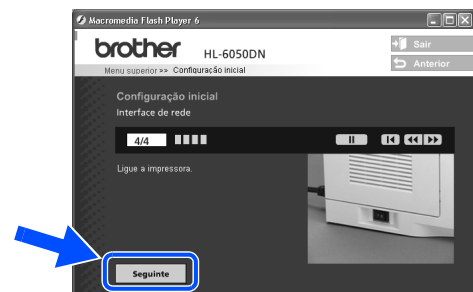 Macromedia Flash Player 6
brother HL-6050DN
Sair
Anterior
Menu superior >> Configuração inicial
Configuração inicial
Interface de rede
4/4
Ligue a impressora.
Seguinte